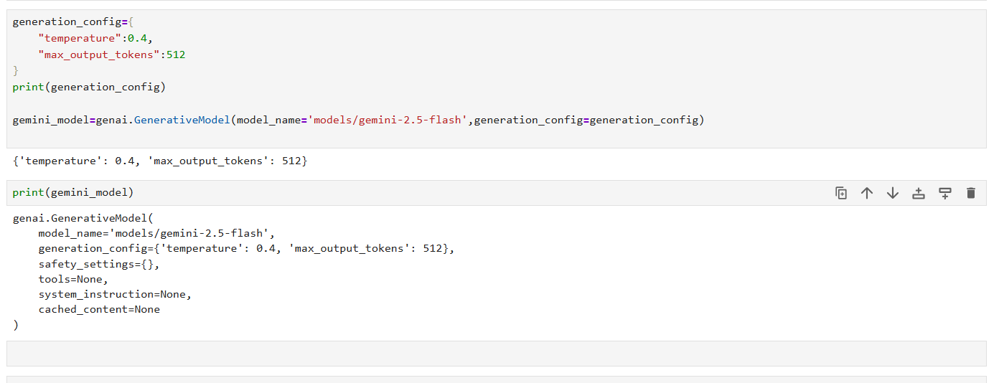 generation_config={
    "temperature":0.4,
    "max_output_tokens":512
}
print(generation_config)
gemini_model=genai.GenerativeModel(model_name='models/gemini-2.5-flash',generation_config=generation_config)
{'temperature': 0.4, 'max_output_tokens': 512}
print(gemini_model)
genai.GenerativeModel(
    model_name='models/gemini-2.5-flash',
    generation_config={'temperature': 0.4, 'max_output_tokens': 512},
    safety_settings={},
    tools=None,
    system_instruction=None,
    cached_content=None
)